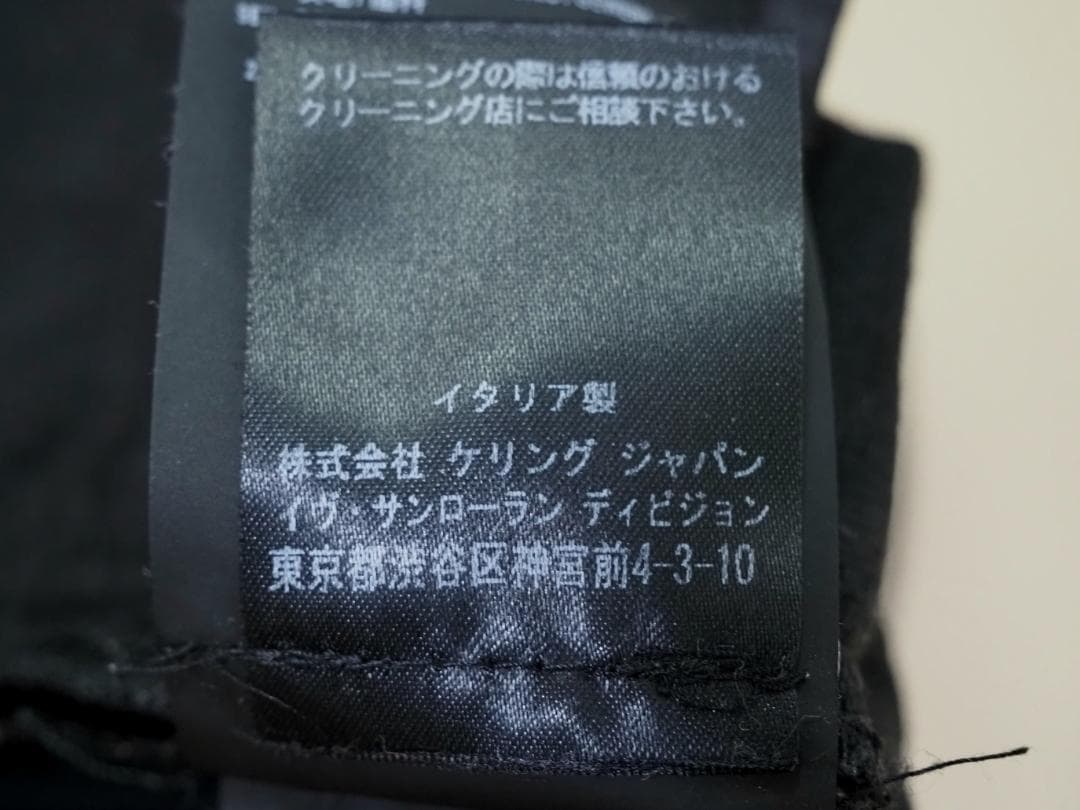 クリーニングの際は信頼のおける
クリーニング店にご相談下さい。
イタリア製
株式会社 ケリング ジャパン
イヴ・サンローラン ディビジョン
東京都渋谷区神宮前4-3-10